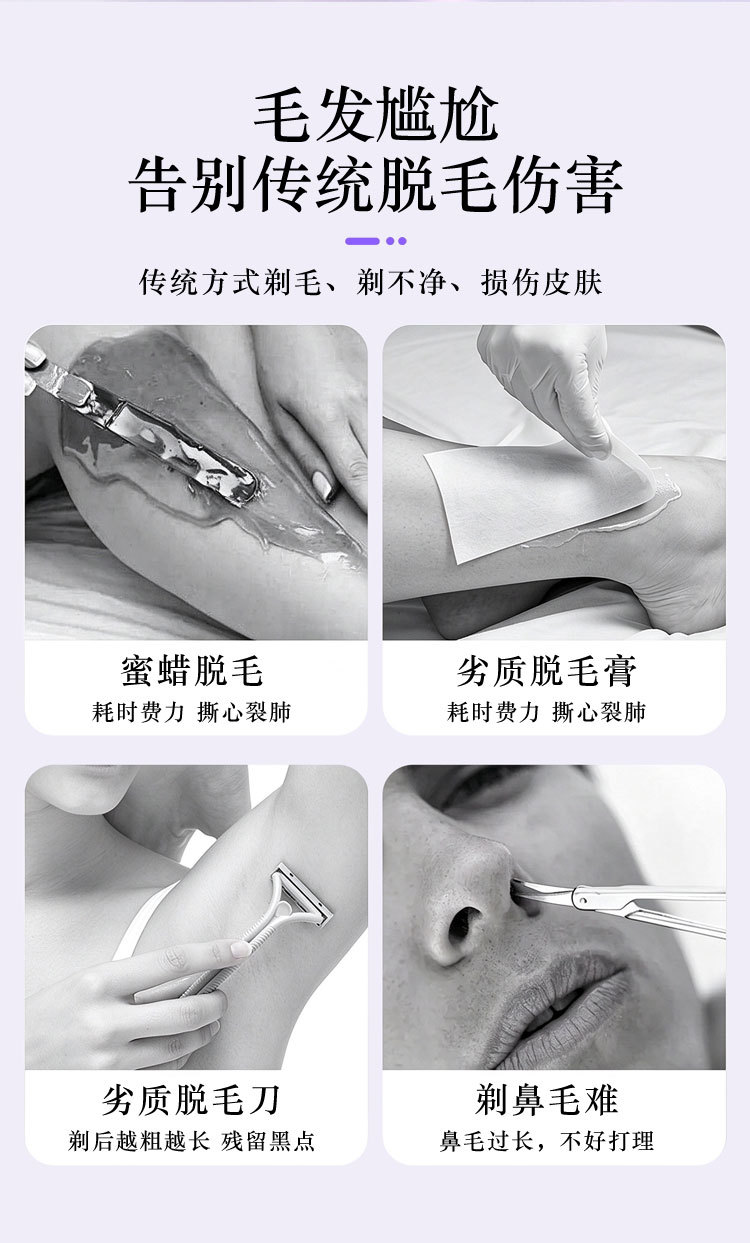 毛发尴尬
告别传统脱毛伤害
传统方式剃毛、剃不净、损伤皮肤
蜜蜡脱毛
耗时费力 撕心裂肺
劣质脱毛膏
耗时费力 撕心裂肺
劣质脱毛刀
剃后越粗越长 残留黑点
剃鼻毛难
鼻毛过长，不好打理